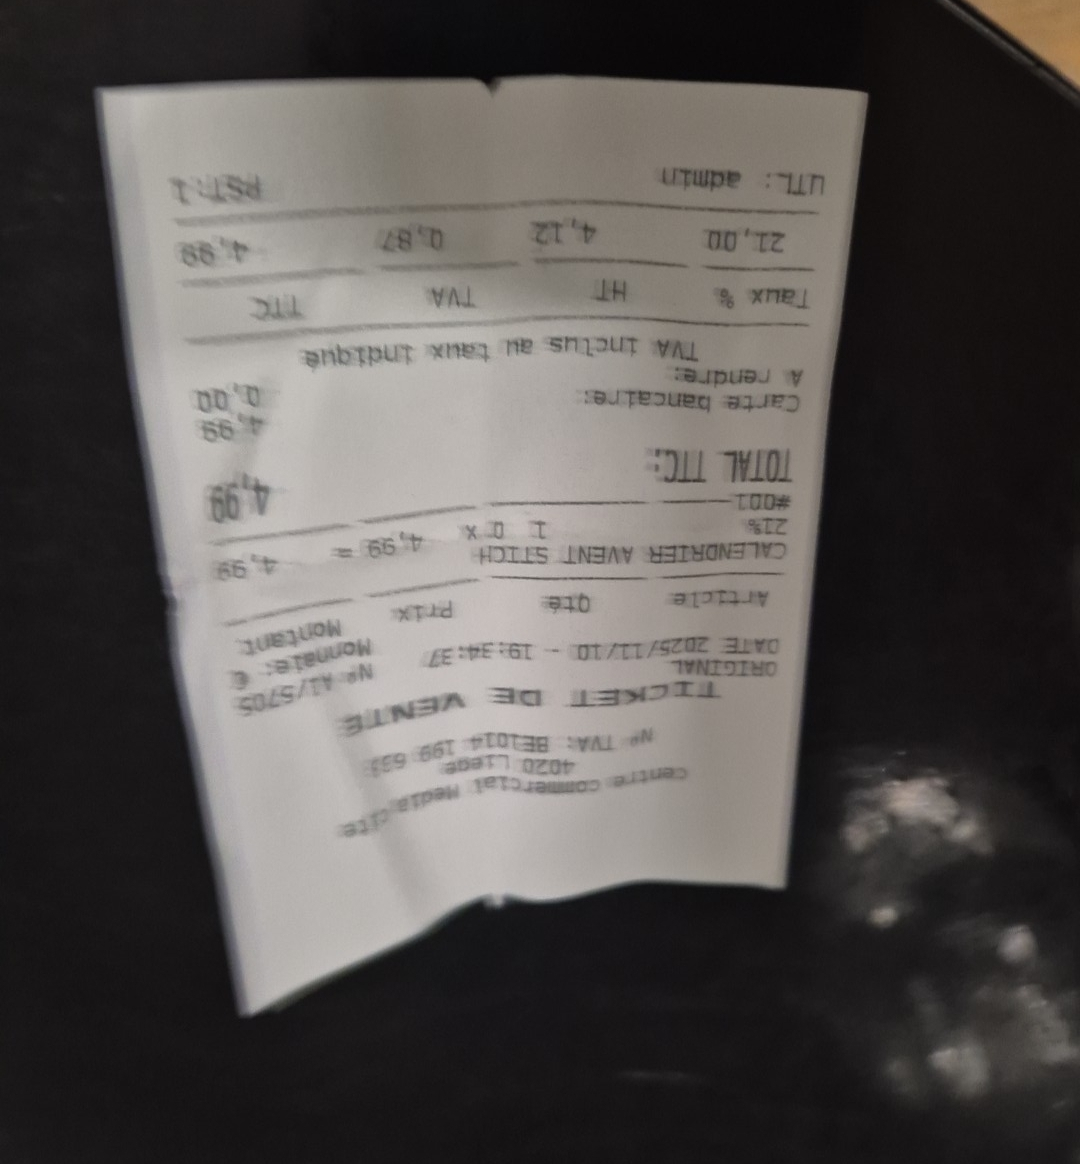 Centre Commercial Media cite
4020 Liege
N° TVA: BE1014 199 633
TICKET DE VENTE
ORIGINAL N° A1/5705
DATE 2025/11/10 - 19:34:37 Monnaie: €
Article Qté Prix Montant
CALENDRIER AVENT STICH
21% 1 0 x 4,99 = 4,99
#001
TOTAL TTC: 4,99
Carte bancaire: 4,99
A rendre: 0,00
TVA inclus au taux indiqué
Taux % HT TVA TTC
21,00 4,12 0,87 4,99
UTL: admin PST:1